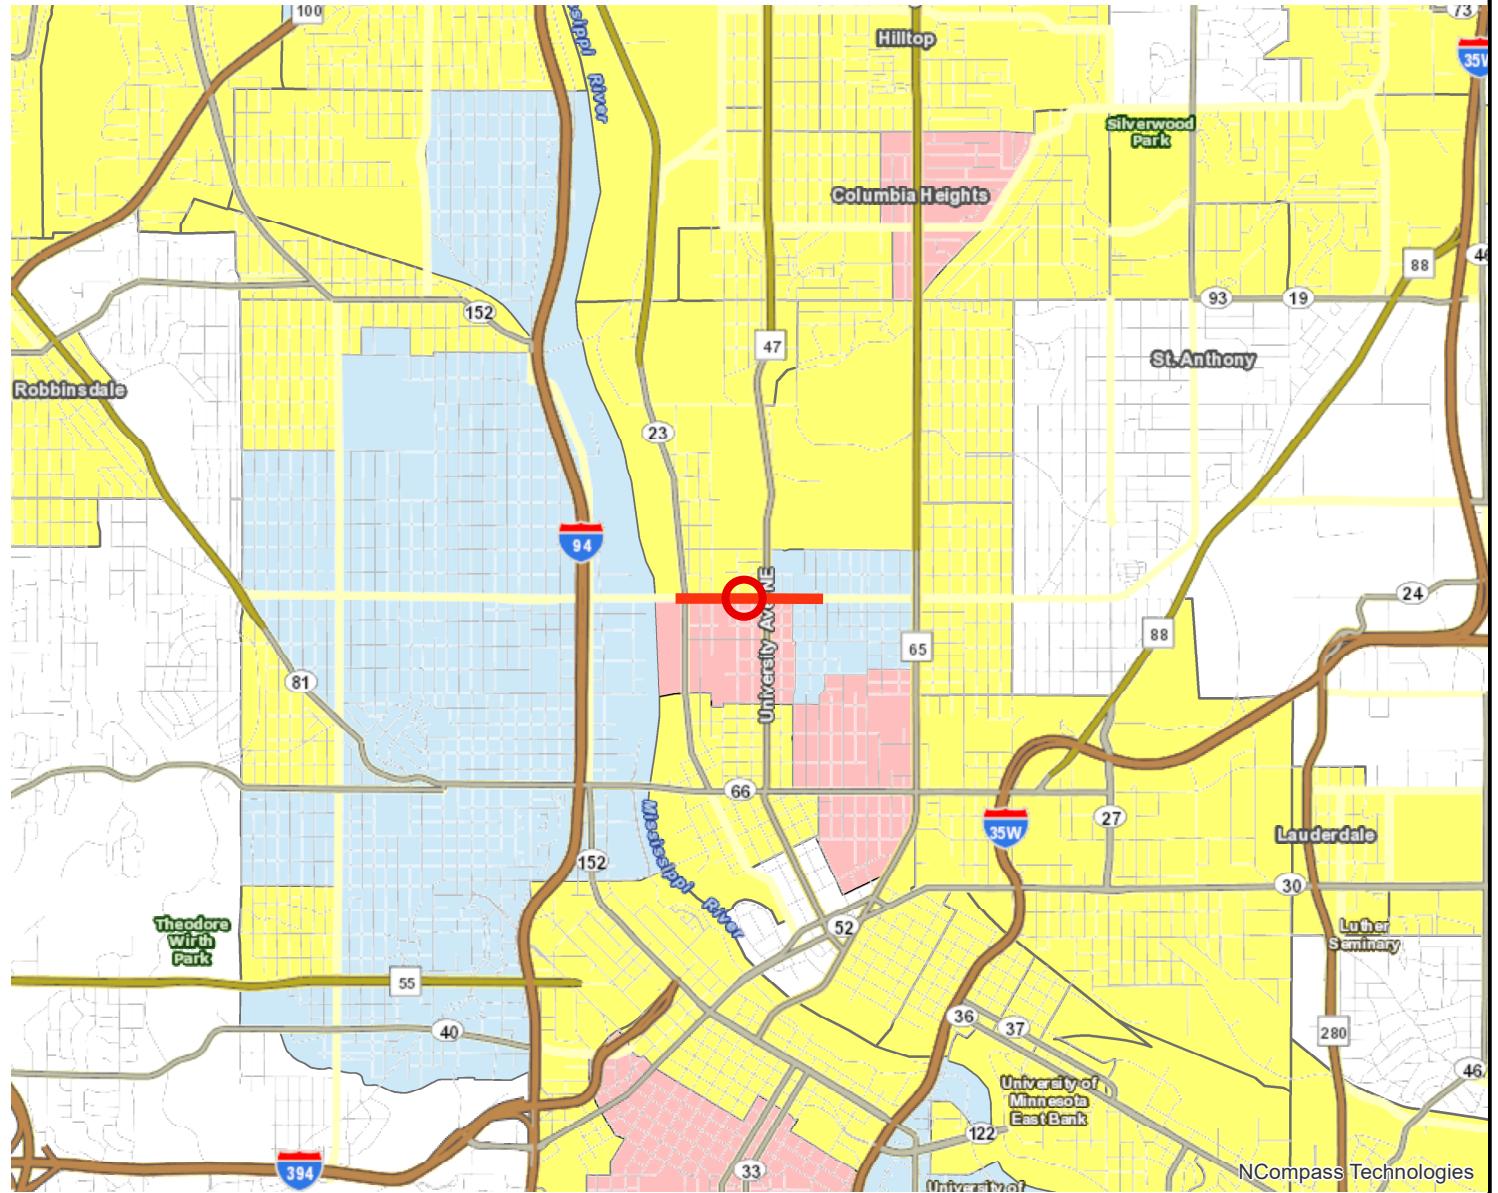 100
Mississippi River
Hilltop
73
35W
Silverwood
Park
Columbia Heights
88
46
93
19
152
47
St. Anthony
Robbinsdale
23
94
University Ave NE
24
88
65
81
66
Mississippi River
27
35W
Lauderdale
152
30
Theodore
Wirth
Park
52
Luther
Seminary
55
40
36
37
280
46
University of
Minnesota
East Bank
122
394
33
University of
NCompass Technologies